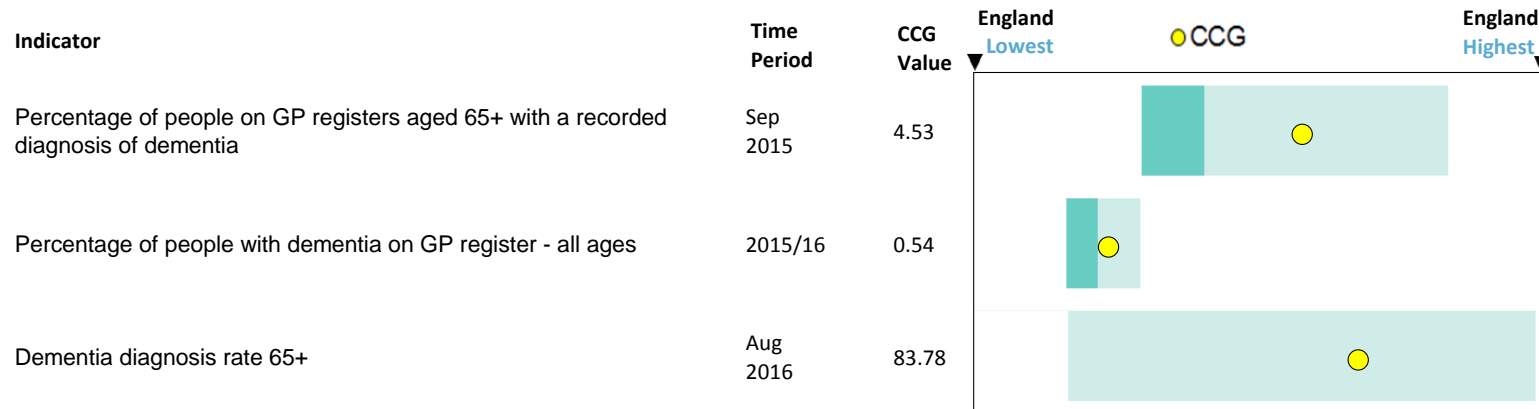 Indicator
Time
Period
CCG
Value
England
Lowest
CCG
England
Highest
Percentage of people on GP registers aged 65+ with a recorded
diagnosis of dementia
Sep
2015
4.53
Percentage of people with dementia on GP register - all ages
2015/16
0.54
Dementia diagnosis rate 65+
Aug
2016
83.78